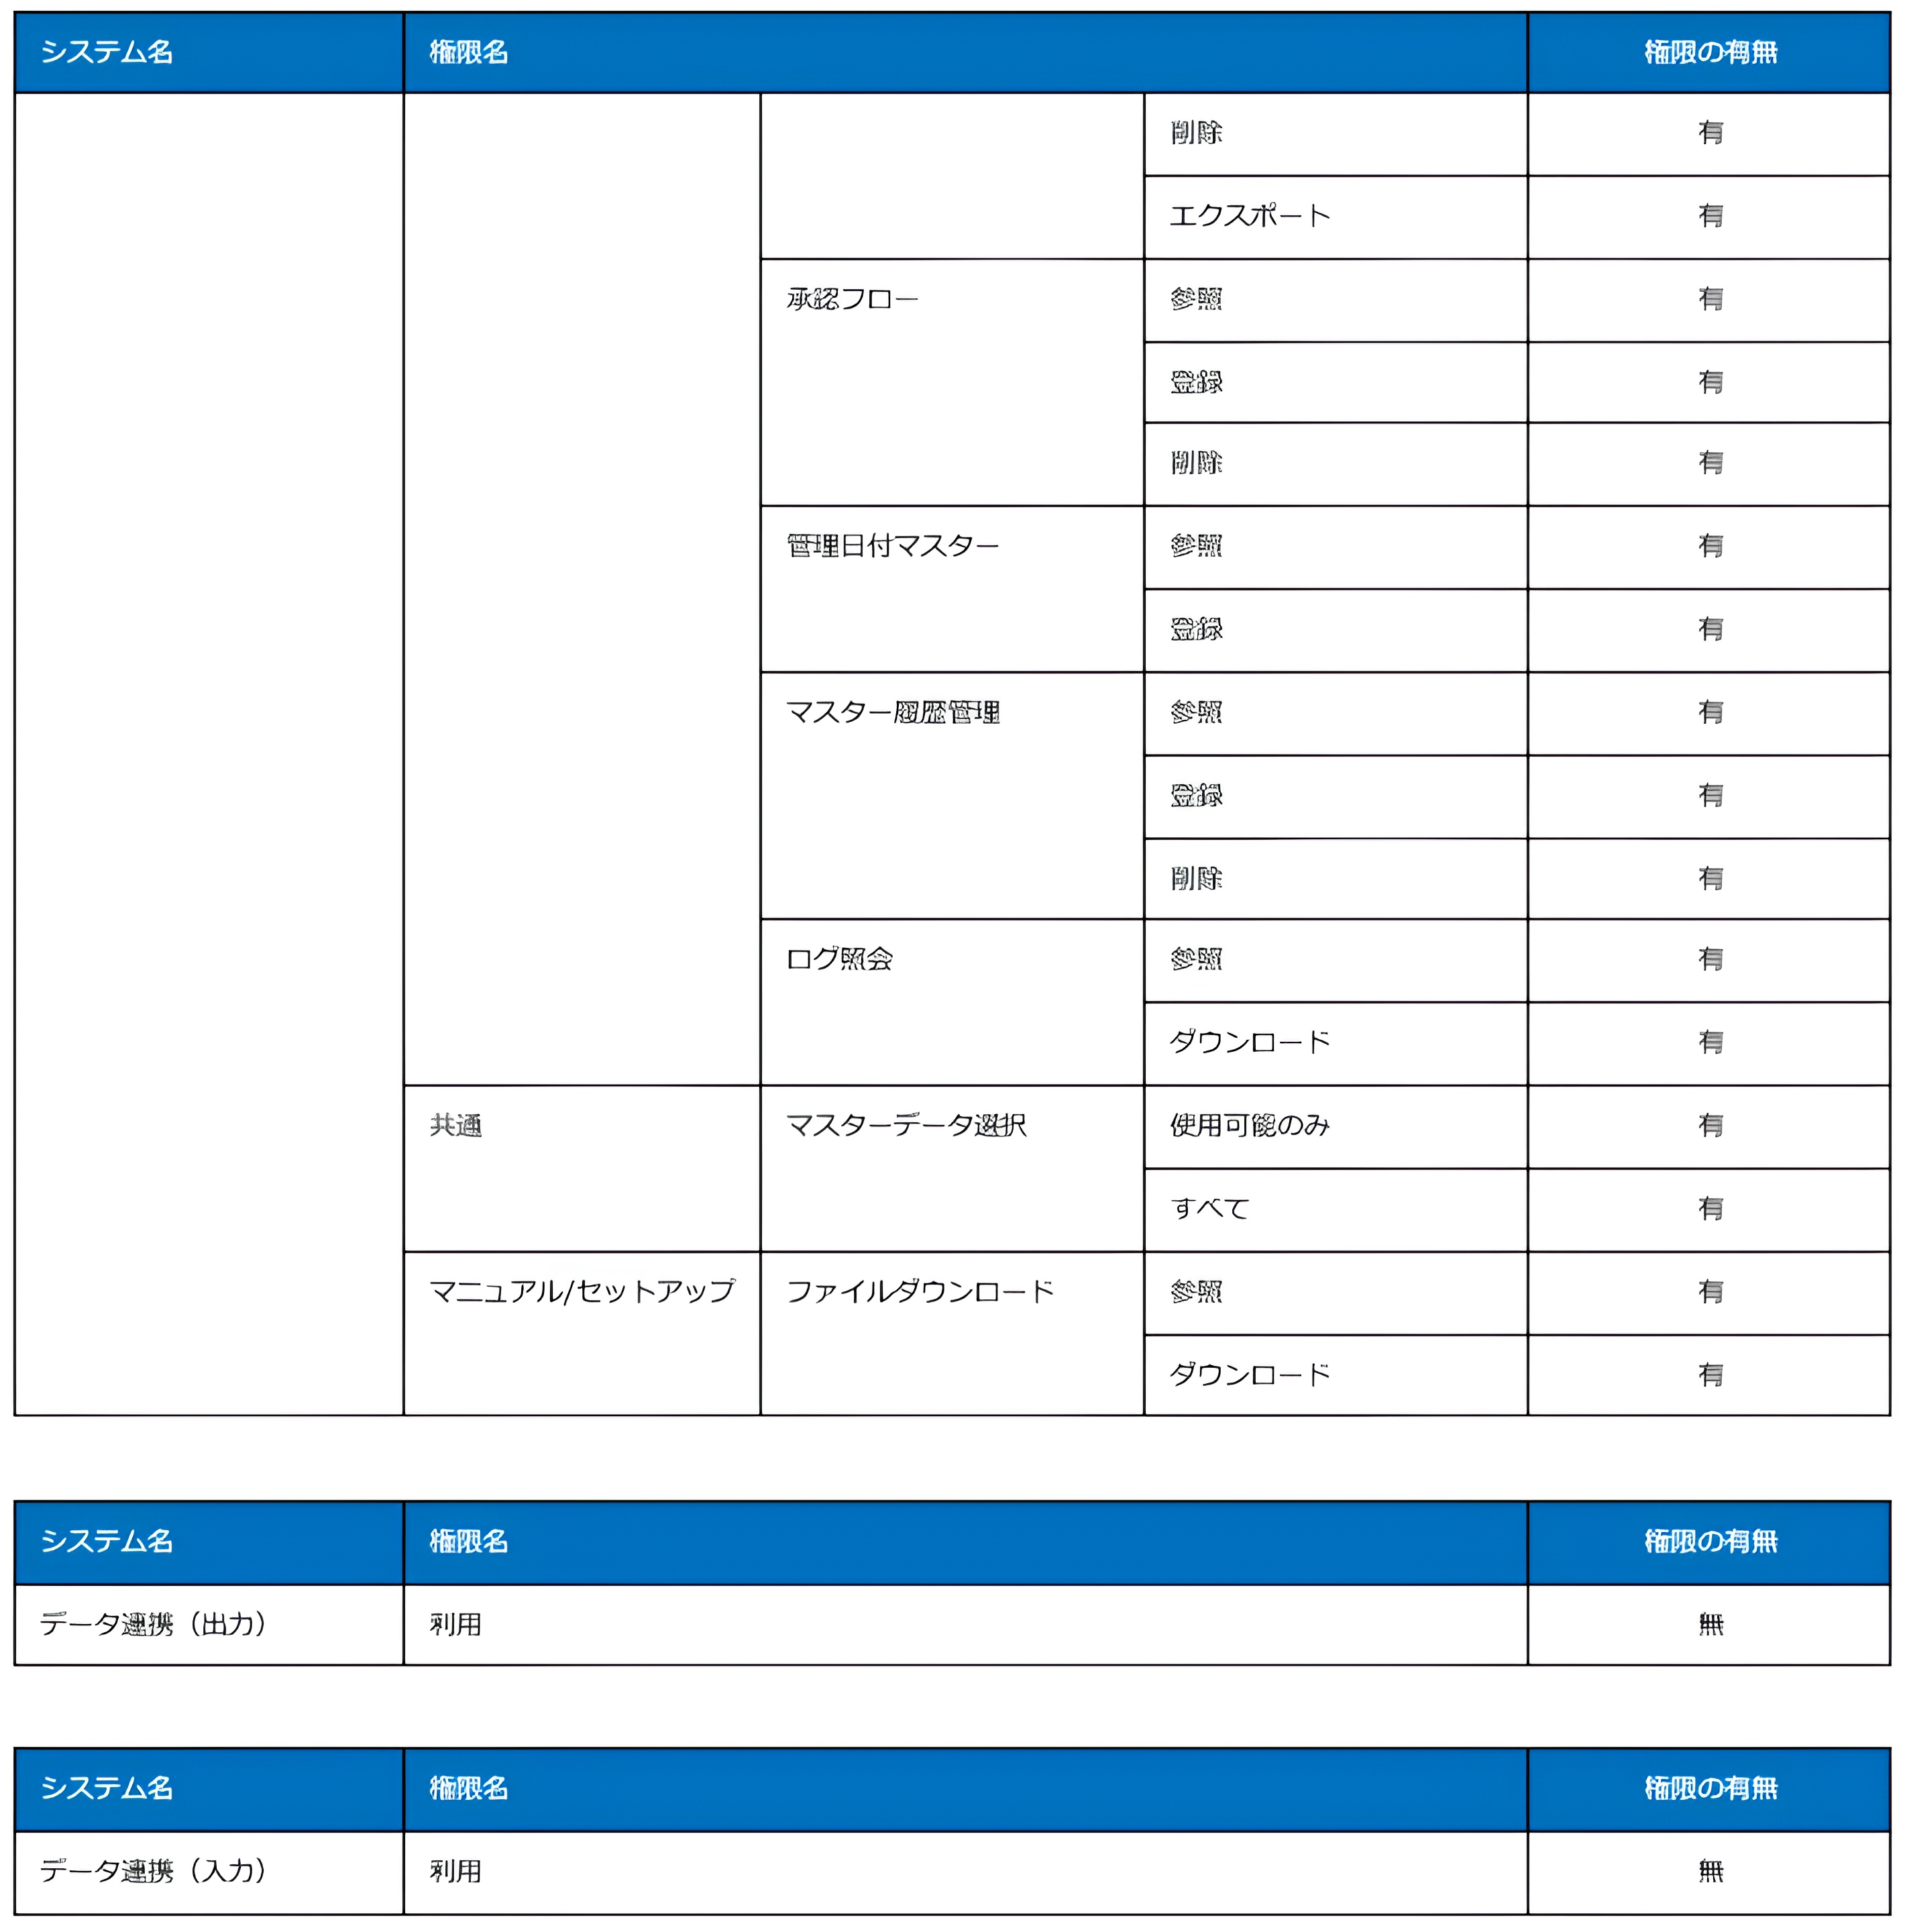 システム名 権限名 権限の有無
削除 有
エクスポート 有
承認フロー 参照 有
登録 有
削除 有
管理日付マスター 参照 有
登録 有
マスター履歴管理 参照 有
登録 有
削除 有
ログ照会 参照 有
ダウンロード 有
共通 マスターデータ選択 使用可能のみ 有
すべて 有
マニュアル/セットアップ ファイルダウンロード 参照 有
ダウンロード 有
システム名 権限名 権限の有無
データ連携（出力） 利用 無
システム名 権限名 権限の有無
データ連携（入力） 利用 無